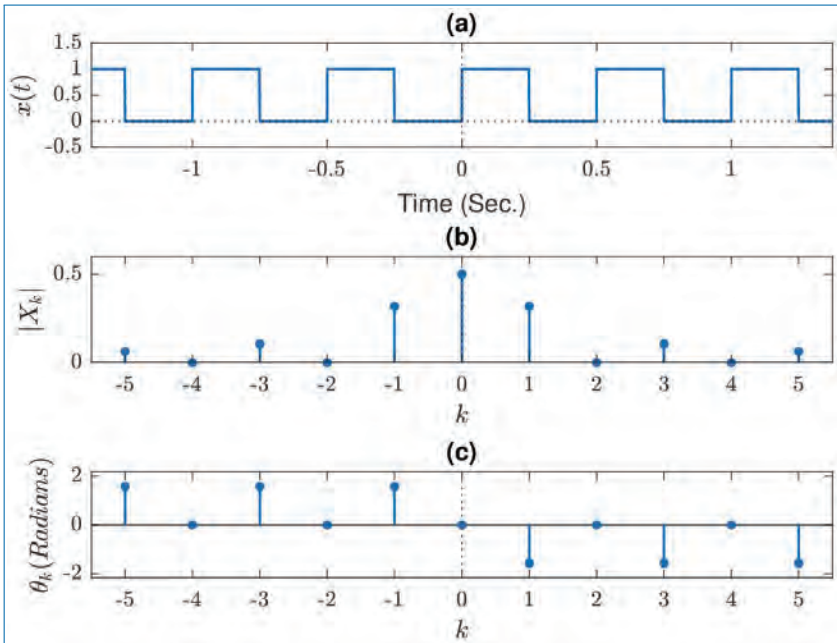 (a)
1.5
1
0.5
0
-0.5
x(t)
-1 -0.5 0 0.5 1
Time (Sec.)
(b)
0.5
0
|X_k|
-5 -4 -3 -2 -1 0 1 2 3 4 5
k
(c)
2
0
-2
θ_k(Radians)
-5 -4 -3 -2 -1 0 1 2 3 4 5
k